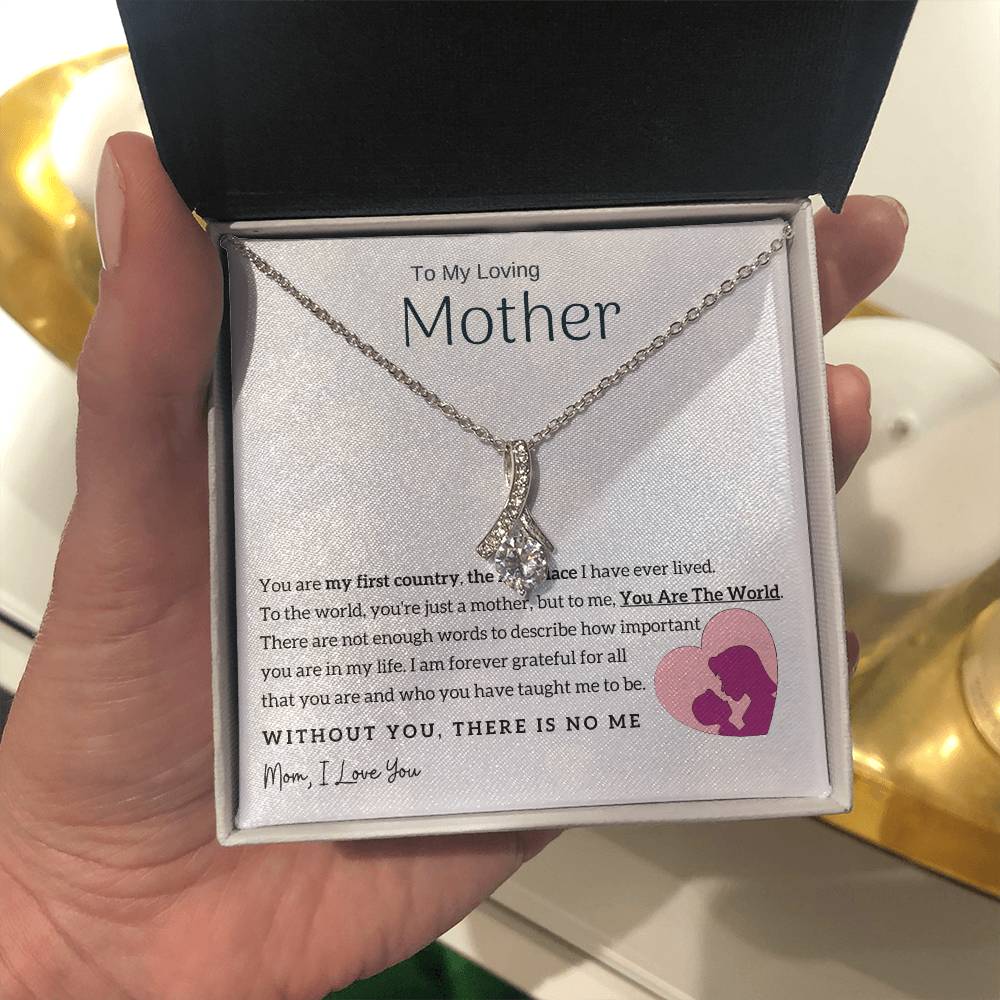 To My Loving
Mother
You are my first country, the I have ever lived.
To the world, you're just a mother, but to me, You Are The World.
There are not enough words to describe how important
you are in my life. I am forever grateful for all
that you are and who you have taught me to be.
WITHOUT YOU, THERE IS NO ME
Mom, I Love You